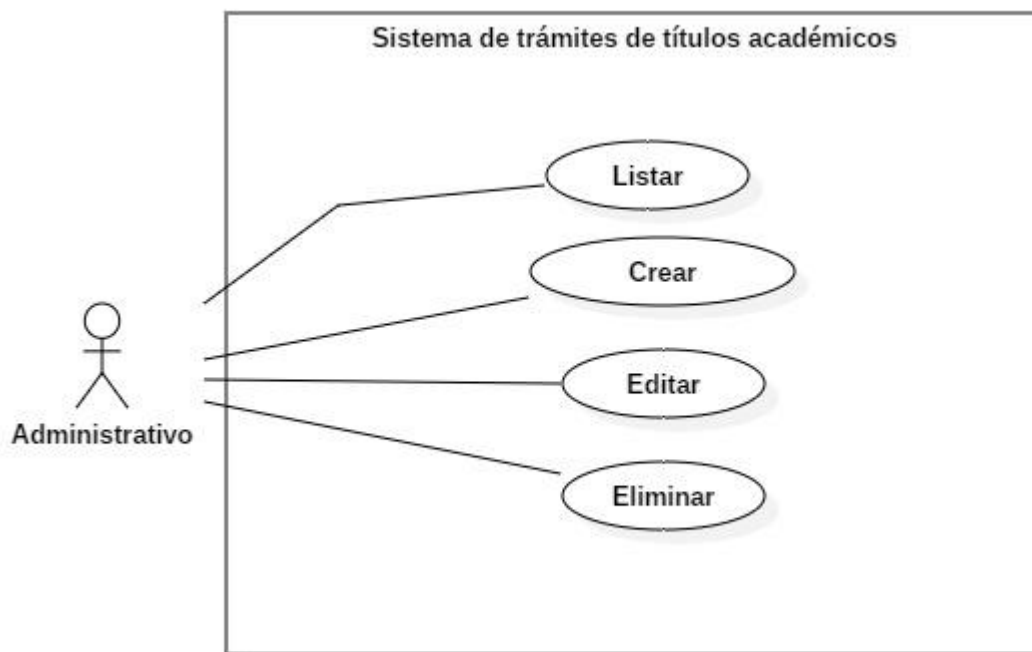 Sistema de trámites de títulos académicos
Listar
Crear
Editar
Administrativo
Eliminar